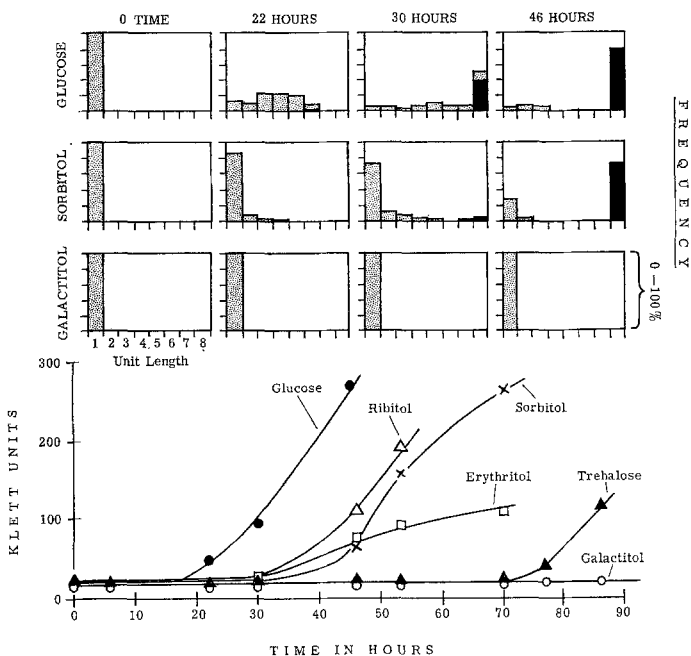 0 TIME 22 HOURS 30 HOURS 46 HOURS
GLUCOSE
SORBITOL
GALACTITOL
FREQUENCY
0—100%
1 2 3 4 5 6 7 8
Unit Length
300
200
100
0
KLETT UNITS
Glucose
Ribitol
Sorbitol
Erythritol
Trehalose
Galactitol
0 10 20 30 40 50 60 70 80 90
TIME IN HOURS